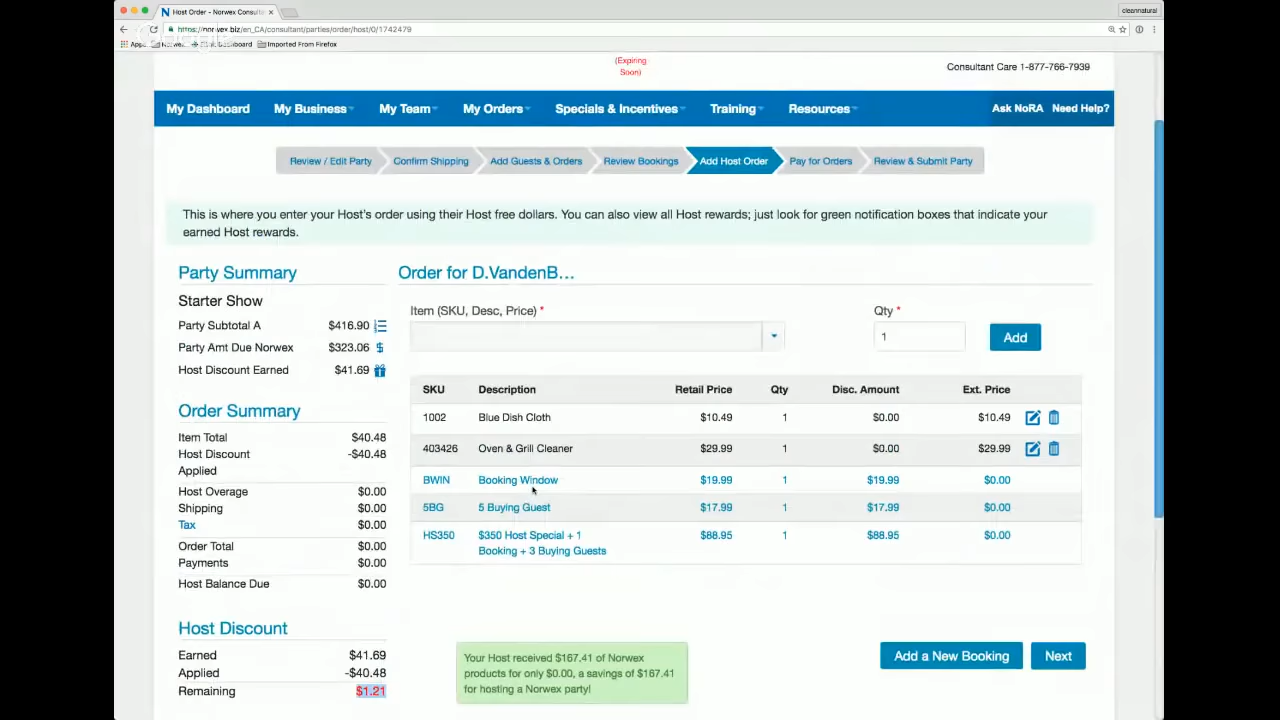 Host Order - Norwex Consulta
cleannatural
https://norwex.biz/en_CA/consultant/parties/order/host/0/1742479
Dashboard Imported From Firefox
(Expiring
Soon)
Consultant Care 1-877-766-7939
My Dashboard My Business My Team My Orders Specials & Incentives Training Resources Ask NoRA Need Help?
Review / Edit Party Confirm Shipping Add Guests & Orders Review Bookings Add Host Order Pay for Orders Review & Submit Party
This is where you enter your Host's order using their Host free dollars. You can also view all Host rewards; just look for green notification boxes that indicate your
earned Host rewards.
Party Summary
Starter Show
Party Subtotal A $416.90
Party Amt Due Norwex $323.06
Host Discount Earned $41.69
Order Summary
Item Total $40.48
Host Discount -$40.48
Applied
Host Overage $0.00
Shipping $0.00
Tax $0.00
Order Total $0.00
Payments $0.00
Host Balance Due $0.00
Host Discount
Earned $41.69
Applied -$40.48
Remaining $1.21
Order for D.VandenB...
Item (SKU, Desc, Price) * Qty *
1 Add
SKU Description Retail Price Qty Disc. Amount Ext. Price
1002 Blue Dish Cloth $10.49 1 $0.00 $10.49
403426 Oven & Grill Cleaner $29.99 1 $0.00 $29.99
BWIN Booking Window $19.99 1 $19.99 $0.00
5BG 5 Buying Guest $17.99 1 $17.99 $0.00
HS350 $350 Host Special + 1 $88.95 1 $88.95 $0.00
Booking + 3 Buying Guests
Your Host received $167.41 of Norwex
products for only $0.00, a savings of $167.41
for hosting a Norwex party!
Add a New Booking Next